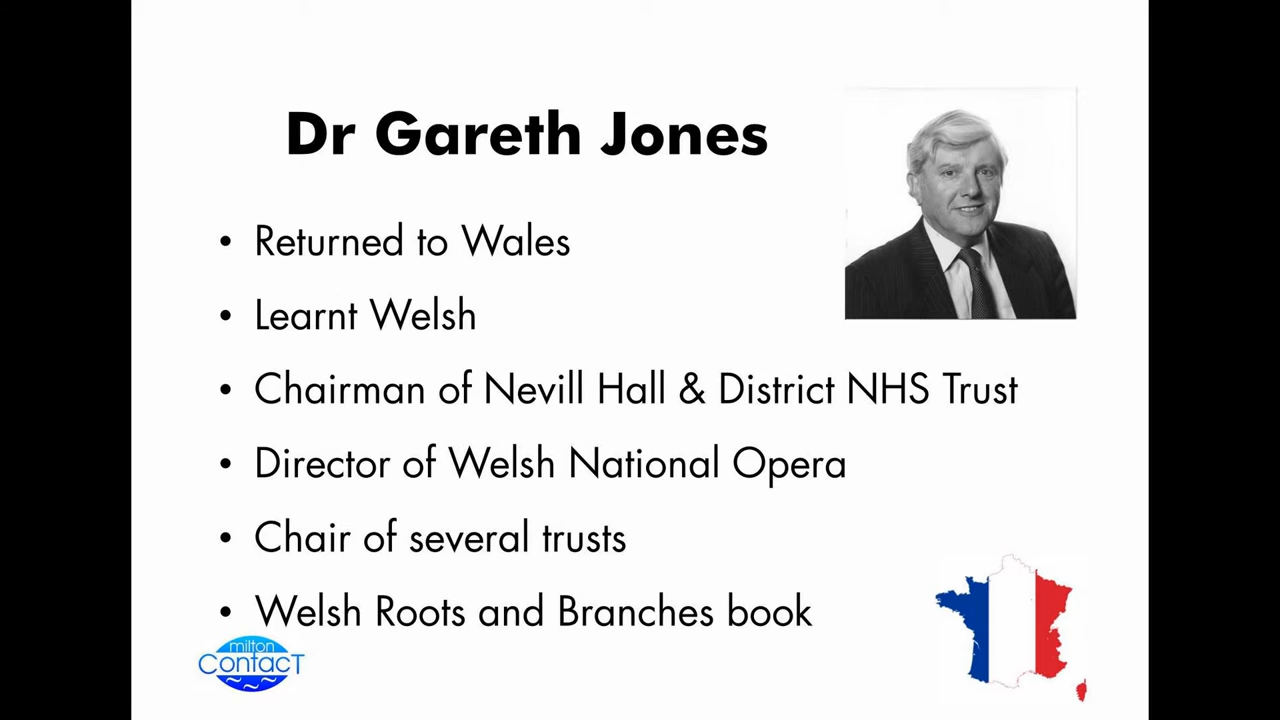 Dr Gareth Jones
• Returned to Wales
• Learnt Welsh
• Chairman of Nevill Hall & District NHS Trust
• Director of Welsh National Opera
• Chair of several trusts
• Welsh Roots and Branches book
milton
ContacT